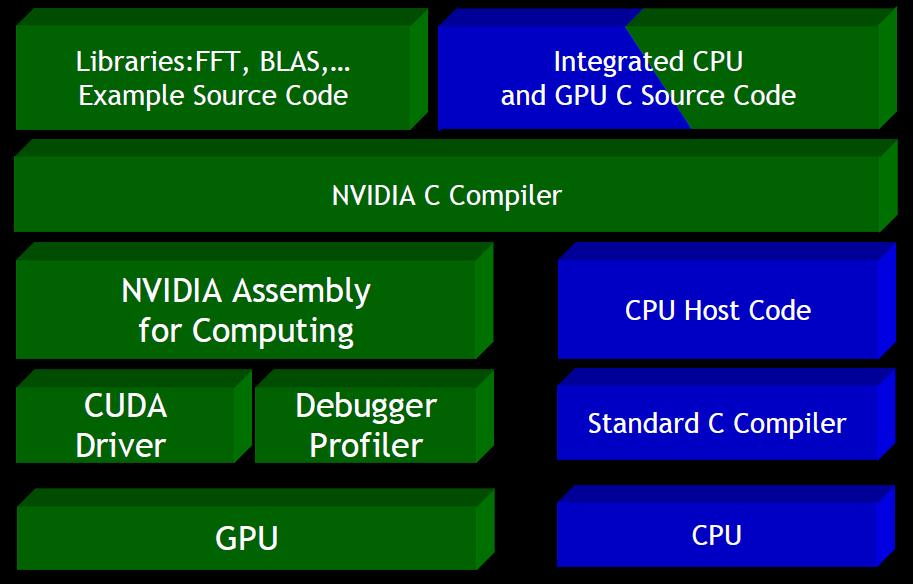 Libraries:FFT, BLAS,…
Example Source Code
Integrated CPU
and GPU C Source Code
NVIDIA C Compiler
NVIDIA Assembly
for Computing
CPU Host Code
CUDA
Driver
Debugger
Profiler
Standard C Compiler
GPU
CPU